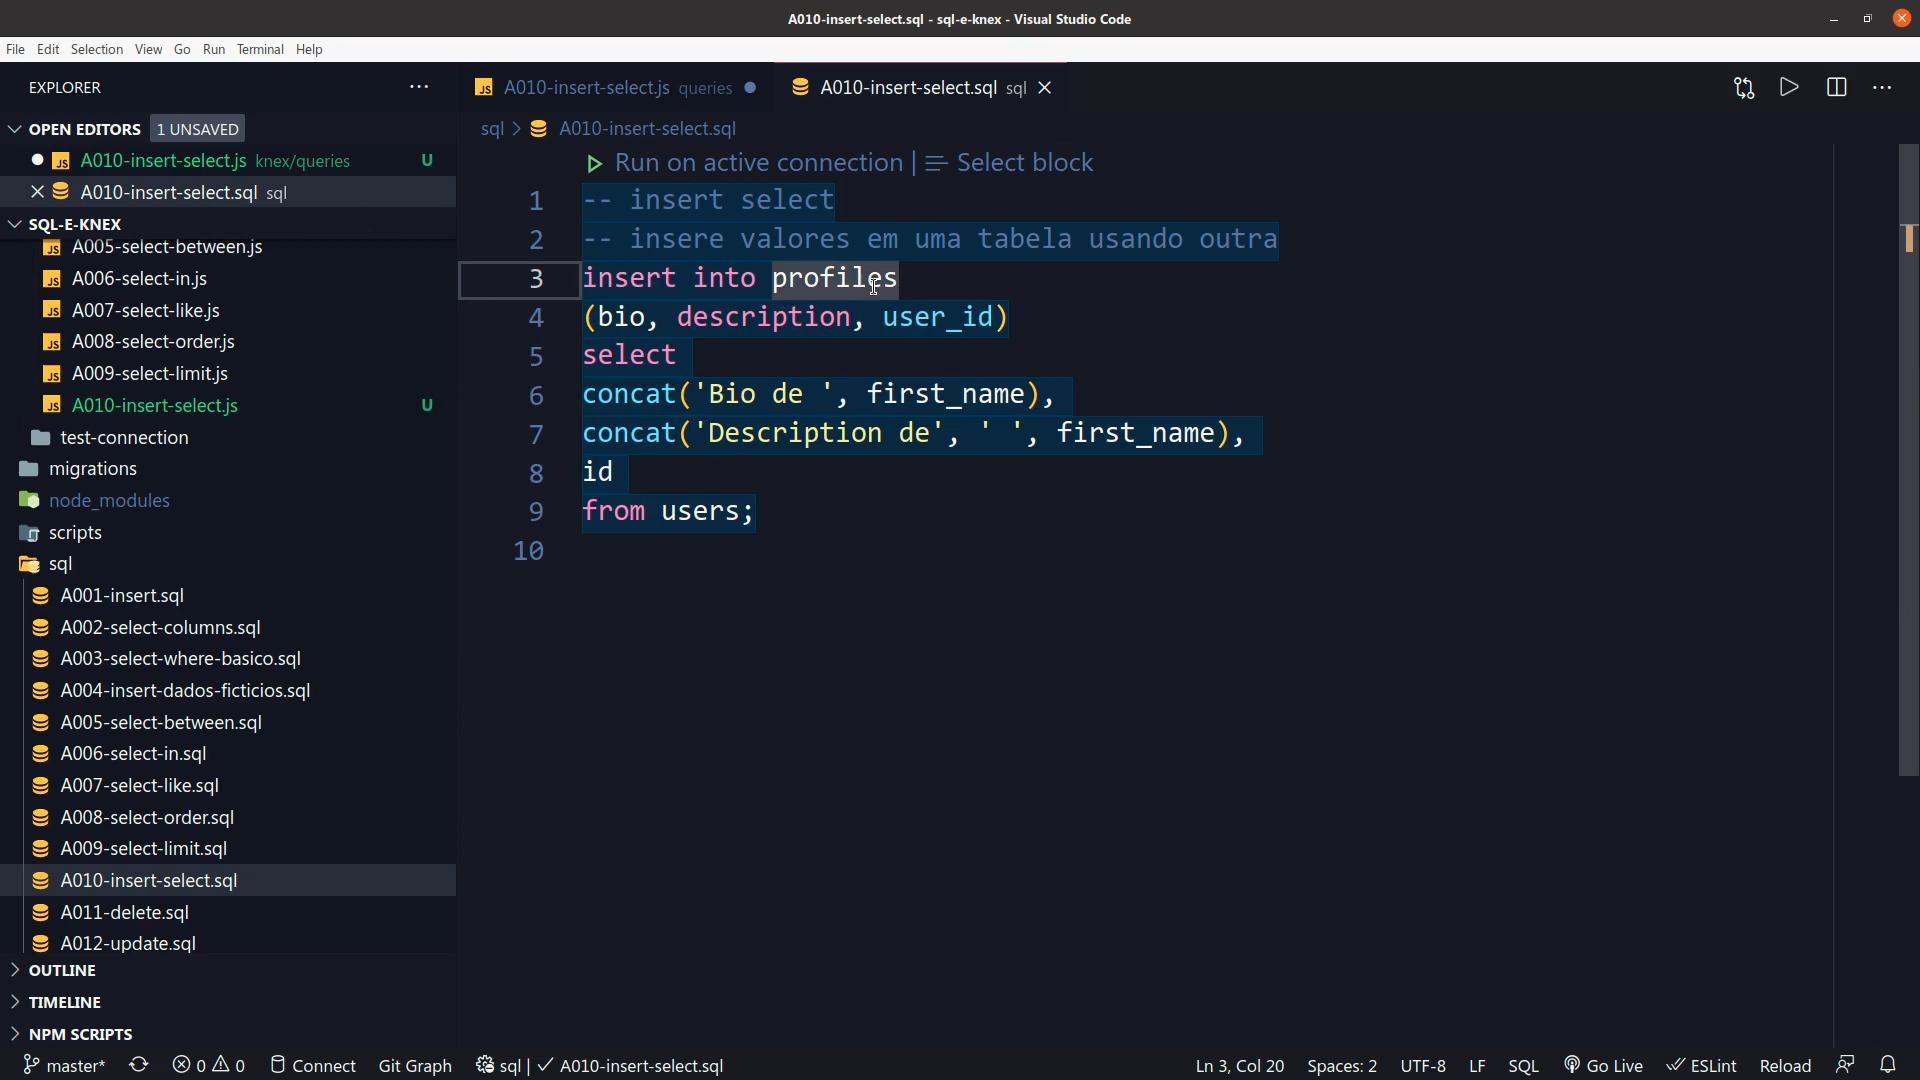 A010-insert-select.sql - sql-e-knex - Visual Studio Code
File Edit Selection View Go Run Terminal Help
EXPLORER
OPEN EDITORS 1 UNSAVED
A010-insert-select.js knex/queries U
A010-insert-select.sql sql
SQL-E-KNEX
A005-select-between.js
A006-select-in.js
A007-select-like.js
A008-select-order.js
A009-select-limit.js
A010-insert-select.js U
test-connection
migrations
node_modules
scripts
sql
A001-insert.sql
A002-select-columns.sql
A003-select-where-basico.sql
A004-insert-dados-ficticios.sql
A005-select-between.sql
A006-select-in.sql
A007-select-like.sql
A008-select-order.sql
A009-select-limit.sql
A010-insert-select.sql
A011-delete.sql
A012-update.sql
OUTLINE
TIMELINE
NPM SCRIPTS
JS A010-insert-select.js queries A010-insert-select.sql sql
sql > A010-insert-select.sql
Run on active connection | Select block
1 -- insert select
2 -- insere valores em uma tabela usando outra
3 insert into profiles
4 (bio, description, user_id)
5 select
6 concat('Bio de ', first_name),
7 concat('Description de', ' ', first_name),
8 id
9 from users;
10
master* 0 0 Connect Git Graph sql | A010-insert-select.sql Ln 3, Col 20 Spaces: 2 UTF-8 LF SQL Go Live ESLint Reload